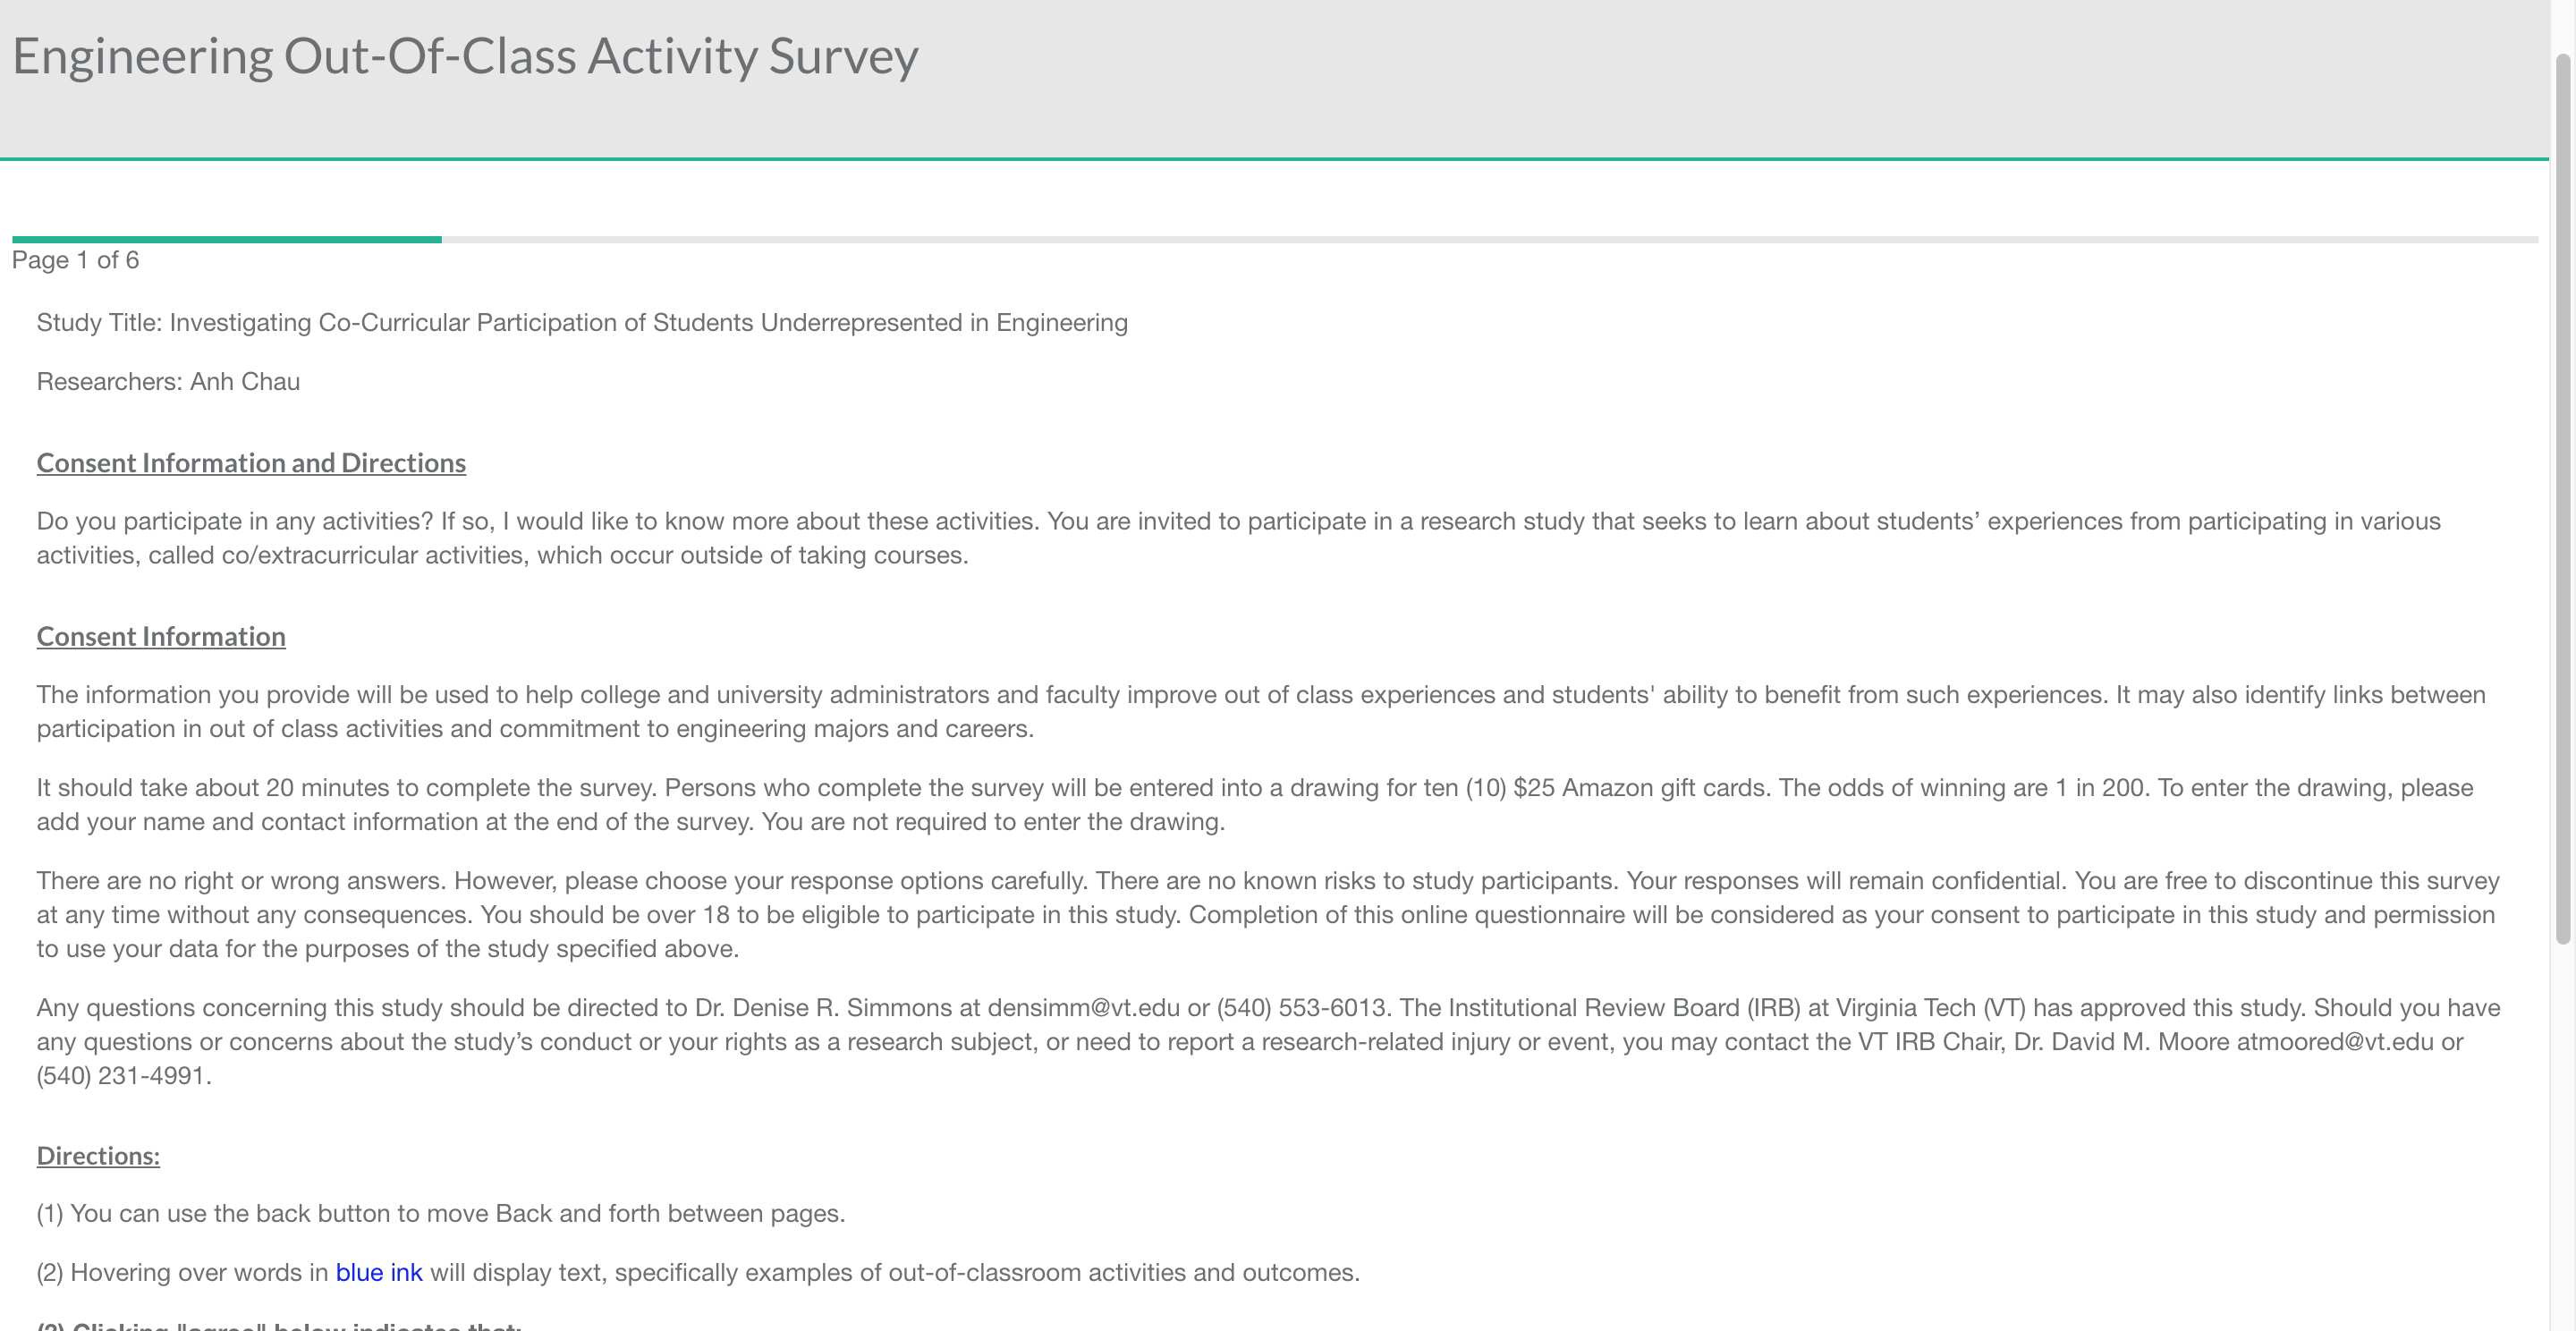 Engineering Out-Of-Class Activity Survey
Page 1 of 6
Study Title: Investigating Co-Curricular Participation of Students Underrepresented in Engineering
Researchers: Anh Chau
Consent Information and Directions
Do you participate in any activities? If so, I would like to know more about these activities. You are invited to participate in a research study that seeks to learn about students’ experiences from participating in various
activities, called co/extracurricular activities, which occur outside of taking courses.
Consent Information
The information you provide will be used to help college and university administrators and faculty improve out of class experiences and students' ability to benefit from such experiences. It may also identify links between
participation in out of class activities and commitment to engineering majors and careers.
It should take about 20 minutes to complete the survey. Persons who complete the survey will be entered into a drawing for ten (10) $25 Amazon gift cards. The odds of winning are 1 in 200. To enter the drawing, please
add your name and contact information at the end of the survey. You are not required to enter the drawing.
There are no right or wrong answers. However, please choose your response options carefully. There are no known risks to study participants. Your responses will remain confidential. You are free to discontinue this survey
at any time without any consequences. You should be over 18 to be eligible to participate in this study. Completion of this online questionnaire will be considered as your consent to participate in this study and permission
to use your data for the purposes of the study specified above.
Any questions concerning this study should be directed to Dr. Denise R. Simmons at densimm@vt.edu or (540) 553-6013. The Institutional Review Board (IRB) at Virginia Tech (VT) has approved this study. Should you have
any questions or concerns about the study’s conduct or your rights as a research subject, or need to report a research-related injury or event, you may contact the VT IRB Chair, Dr. David M. Moore atmoored@vt.edu or
(540) 231-4991.
Directions:
(1) You can use the back button to move Back and forth between pages.
(2) Hovering over words in blue ink will display text, specifically examples of out-of-classroom activities and outcomes.
(3) Clicking "agree" below indicates that: